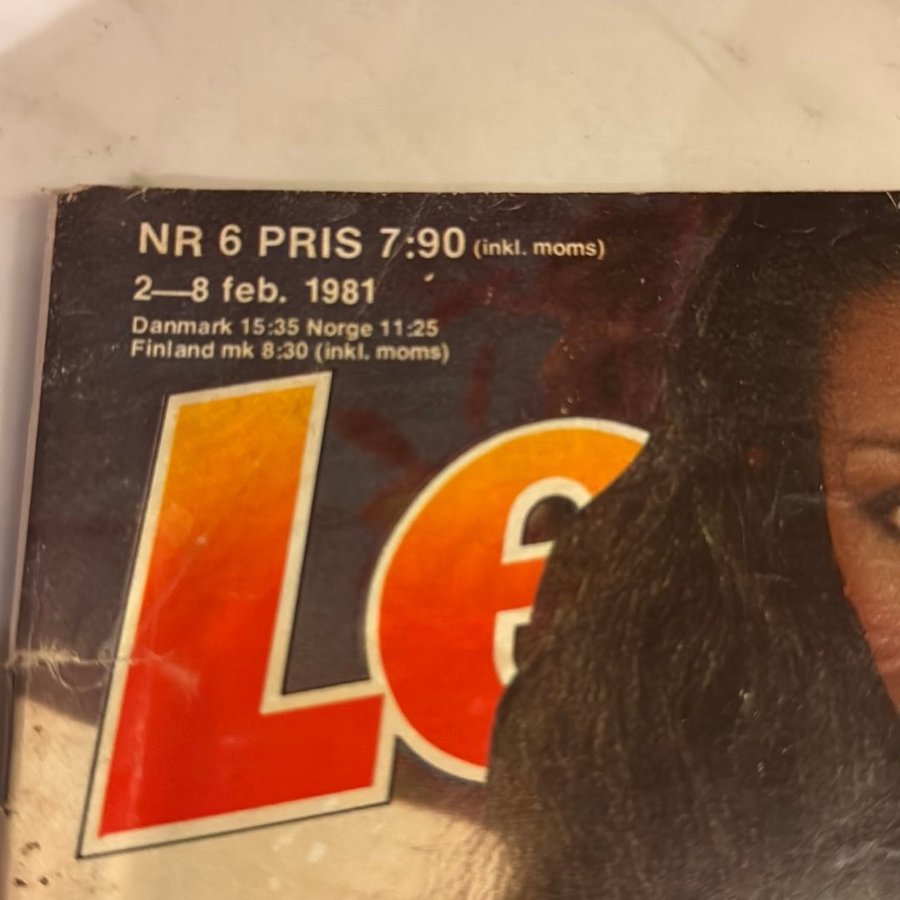 NR 6 PRIS 7:90 (inkl. moms)
2—8 feb. 1981
Danmark 15:35 Norge 11:25
Finland mk 8:30 (inkl. moms)
Le